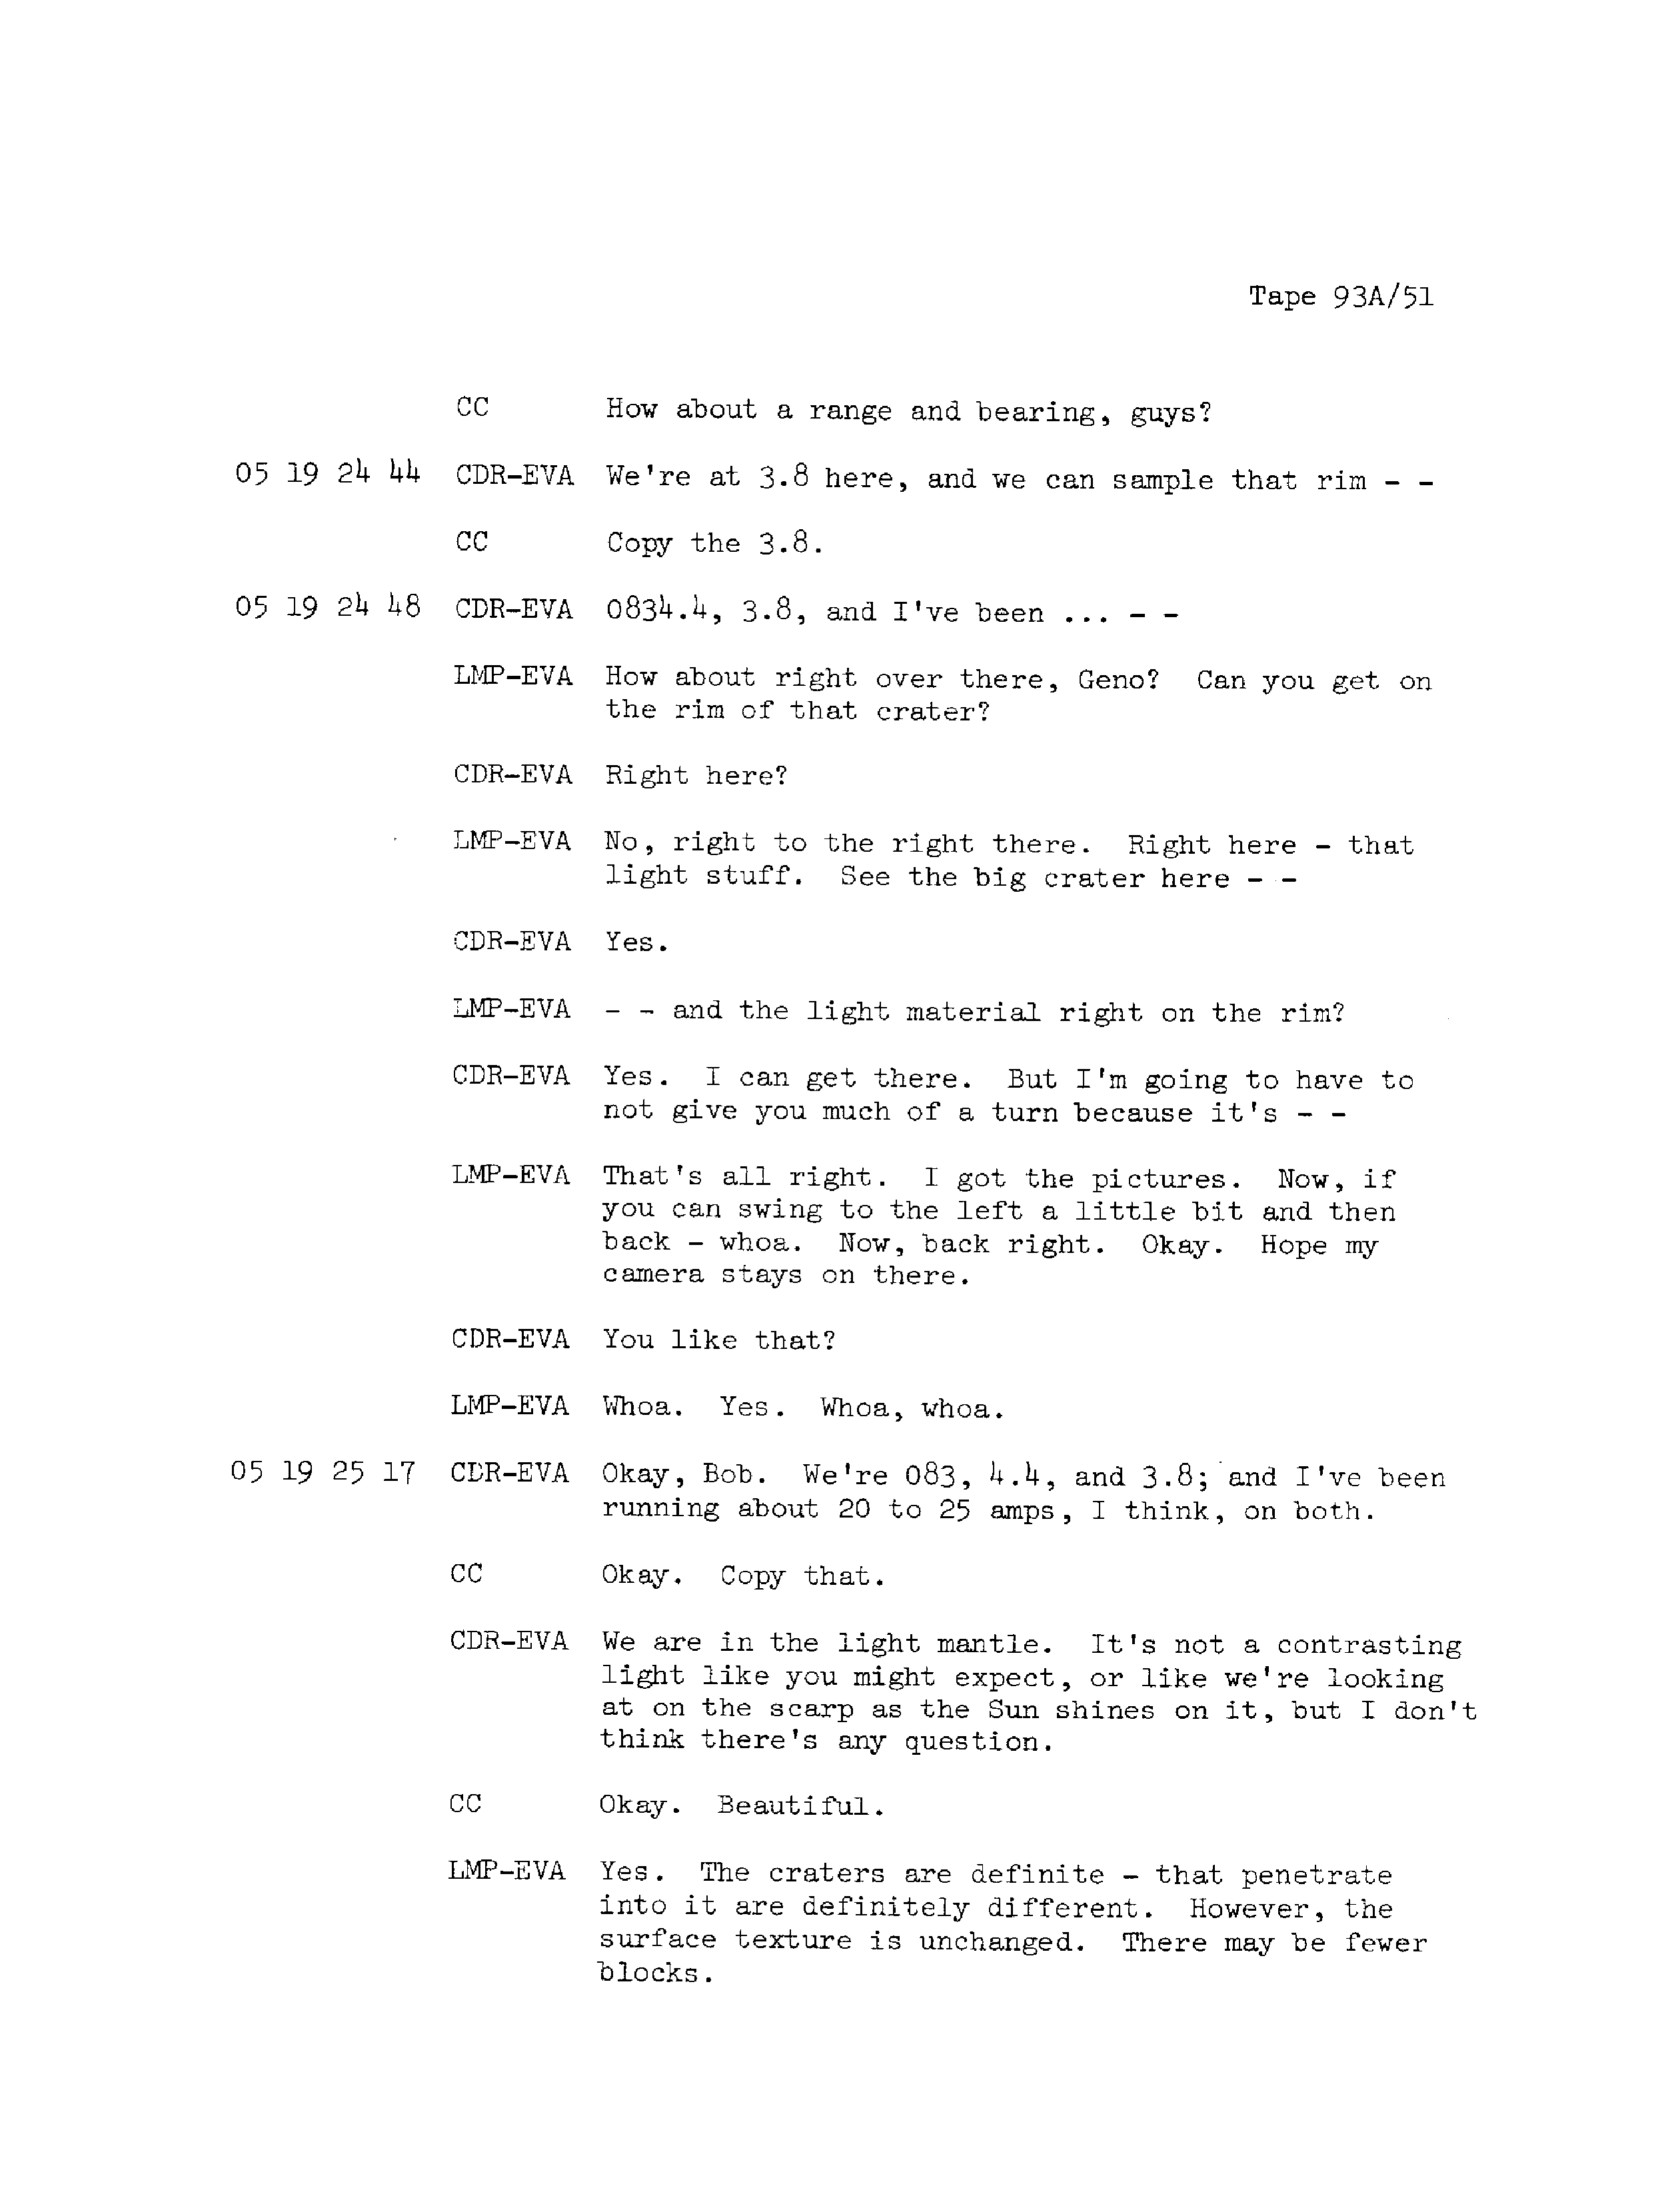 Tape 93A/51
CC How about a range and bearing, guys?
05 19 24 44 CDR-EVA We're at 3.8 here, and we can sample that rim - -
CC Copy the 3.8.
05 19 24 48 CDR-EVA 0834.4, 3.8, and I've been ... - -
LMP-EVA How about right over there, Geno? Can you get on
the rim of that crater?
CDR-EVA Right here?
LMP-EVA No, right to the right there. Right here - that
light stuff. See the big crater here - -
CDR-EVA Yes.
LMP-EVA - - and the light material right on the rim?
CDR-EVA Yes. I can get there. But I'm going to have to
not give you much of a turn because it's - -
LMP-EVA That's all right. I got the pictures. Now, if
you can swing to the left a little bit and then
back - whoa. Now, back right. Okay. Hope my
camera stays on there.
CDR-EVA You like that?
LMP-EVA Whoa. Yes. Whoa, whoa.
05 19 25 17 CDR-EVA Okay, Bob. We're 083, 4.4, and 3.8; and I've been
running about 20 to 25 amps, I think, on both.
CC Okay. Copy that.
CDR-EVA We are in the light mantle. It's not a contrasting
light like you might expect, or like we're looking
at on the scarp as the Sun shines on it, but I don't
think there's any question.
CC Okay. Beautiful.
LMP-EVA Yes. The craters are definite - that penetrate
into it are definitely different. However, the
surface texture is unchanged. There may be fewer
blocks.